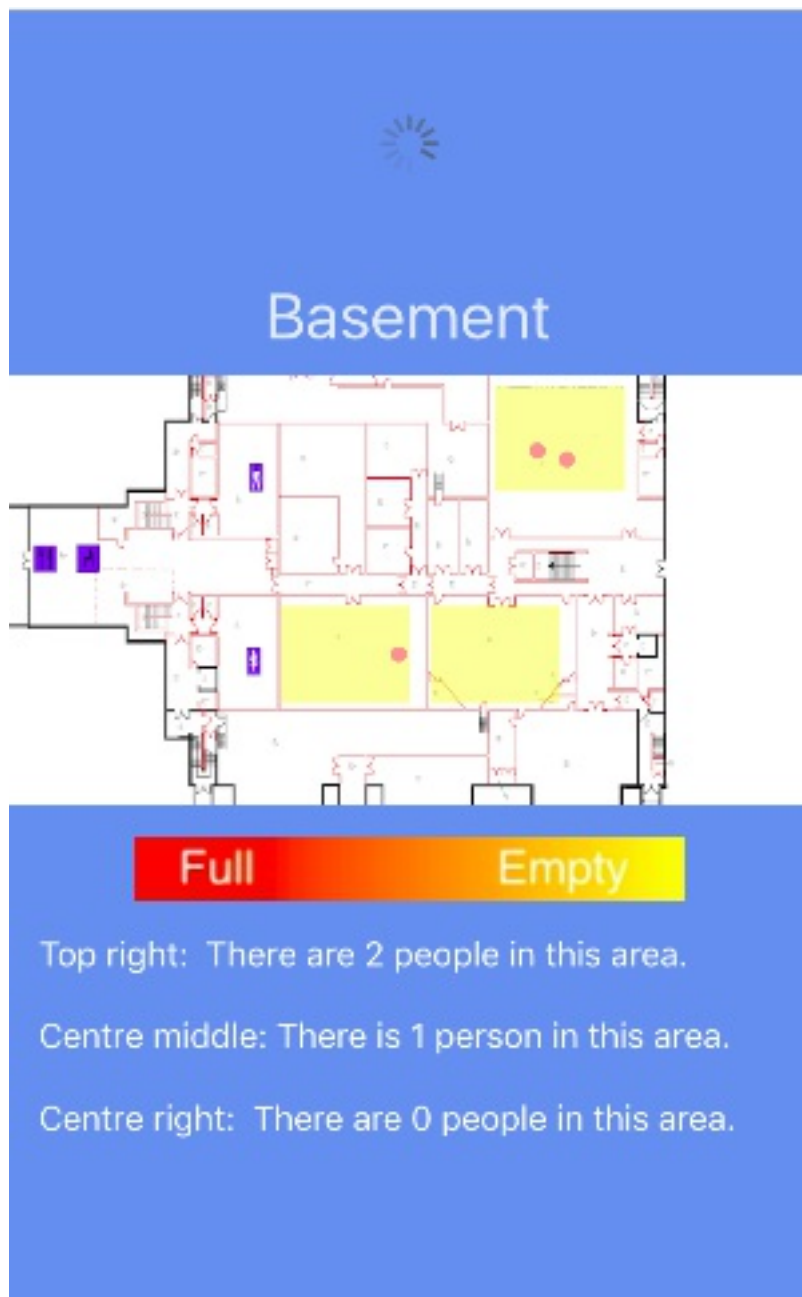 Basement
Full Empty
Top right: There are 2 people in this area.
Centre middle: There is 1 person in this area.
Centre right: There are 0 people in this area.